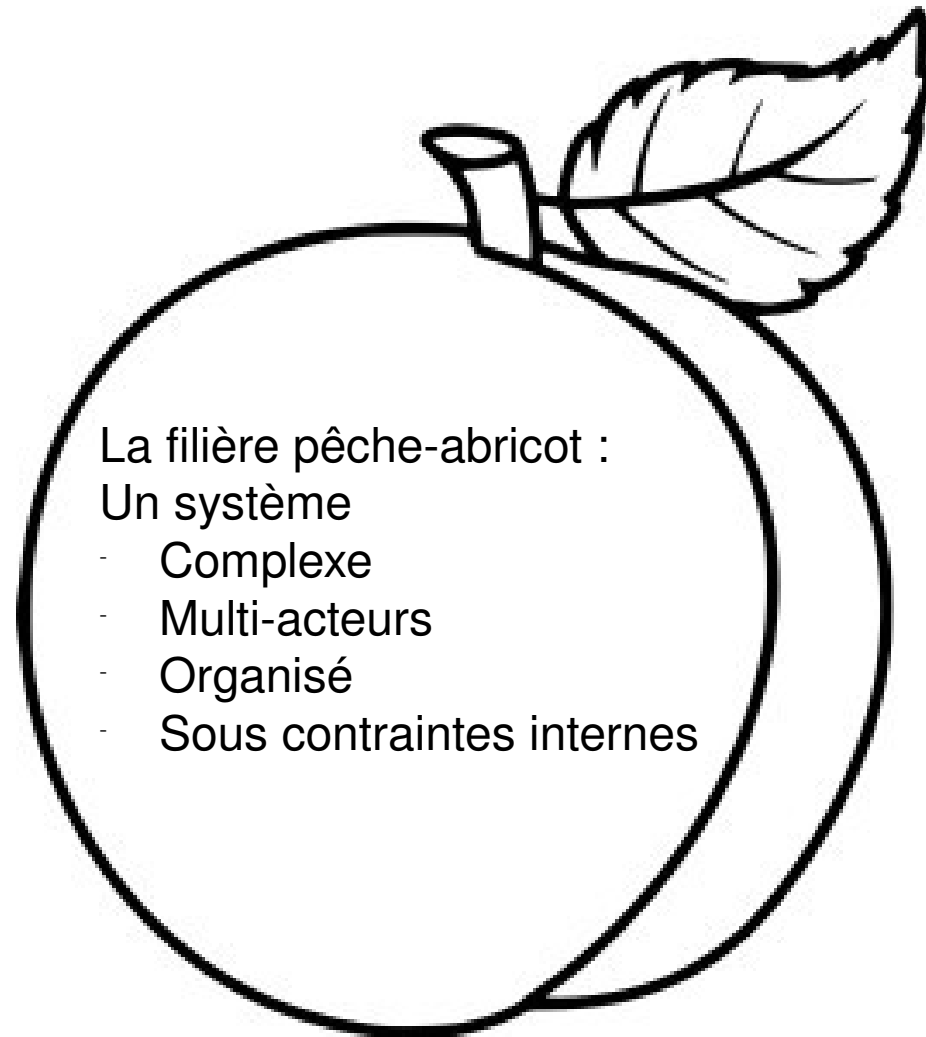 La filière pêche-abricot :
Un système
- Complexe
- Multi-acteurs
- Organisé
- Sous contraintes internes